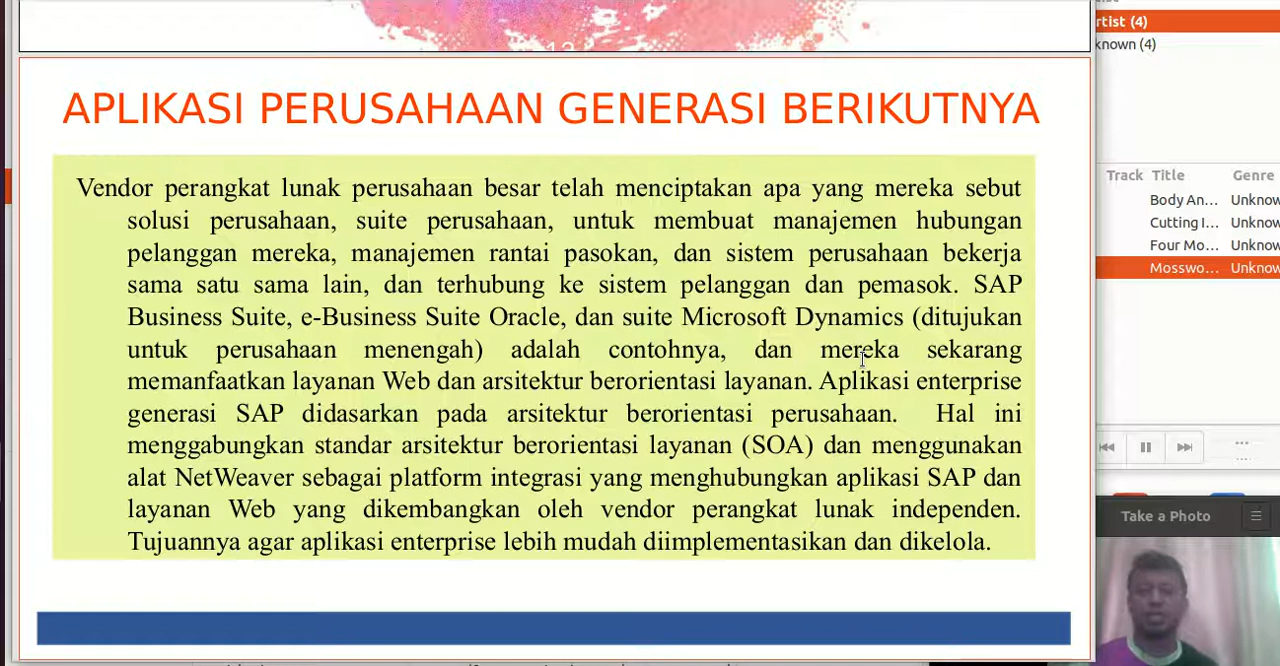 rtist (4)
known (4)
APLIKASI PERUSAHAAN GENERASI BERIKUTNYA
Vendor perangkat lunak perusahaan besar telah menciptakan apa yang mereka sebut
solusi perusahaan, suite perusahaan, untuk membuat manajemen hubungan
pelanggan mereka, manajemen rantai pasokan, dan sistem perusahaan bekerja
sama satu sama lain, dan terhubung ke sistem pelanggan dan pemasok. SAP
Business Suite, e-Business Suite Oracle, dan suite Microsoft Dynamics (ditujukan
untuk perusahaan menengah) adalah contohnya, dan mereka sekarang
memanfaatkan layanan Web dan arsitektur berorientasi layanan. Aplikasi enterprise
generasi SAP didasarkan pada arsitektur berorientasi perusahaan. Hal ini
menggabungkan standar arsitektur berorientasi layanan (SOA) dan menggunakan
alat NetWeaver sebagai platform integrasi yang menghubungkan aplikasi SAP dan
layanan Web yang dikembangkan oleh vendor perangkat lunak independen.
Tujuannya agar aplikasi enterprise lebih mudah diimplementasikan dan dikelola.
Track Title Genre
Body An... Unknow
Cutting I... Unknow
Four Mo... Unknow
Mosswo... Unknow
Take a Photo